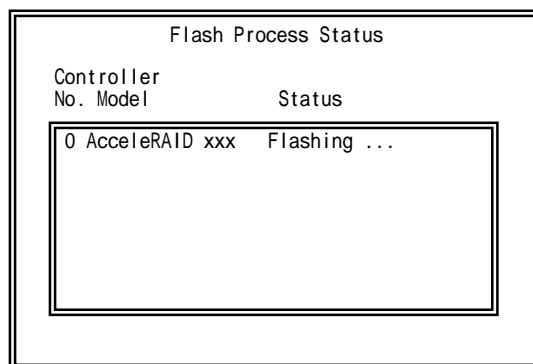 Flash Process Status
Controller
No. Model Status
0 AcceleRAID xxx Flashing ...